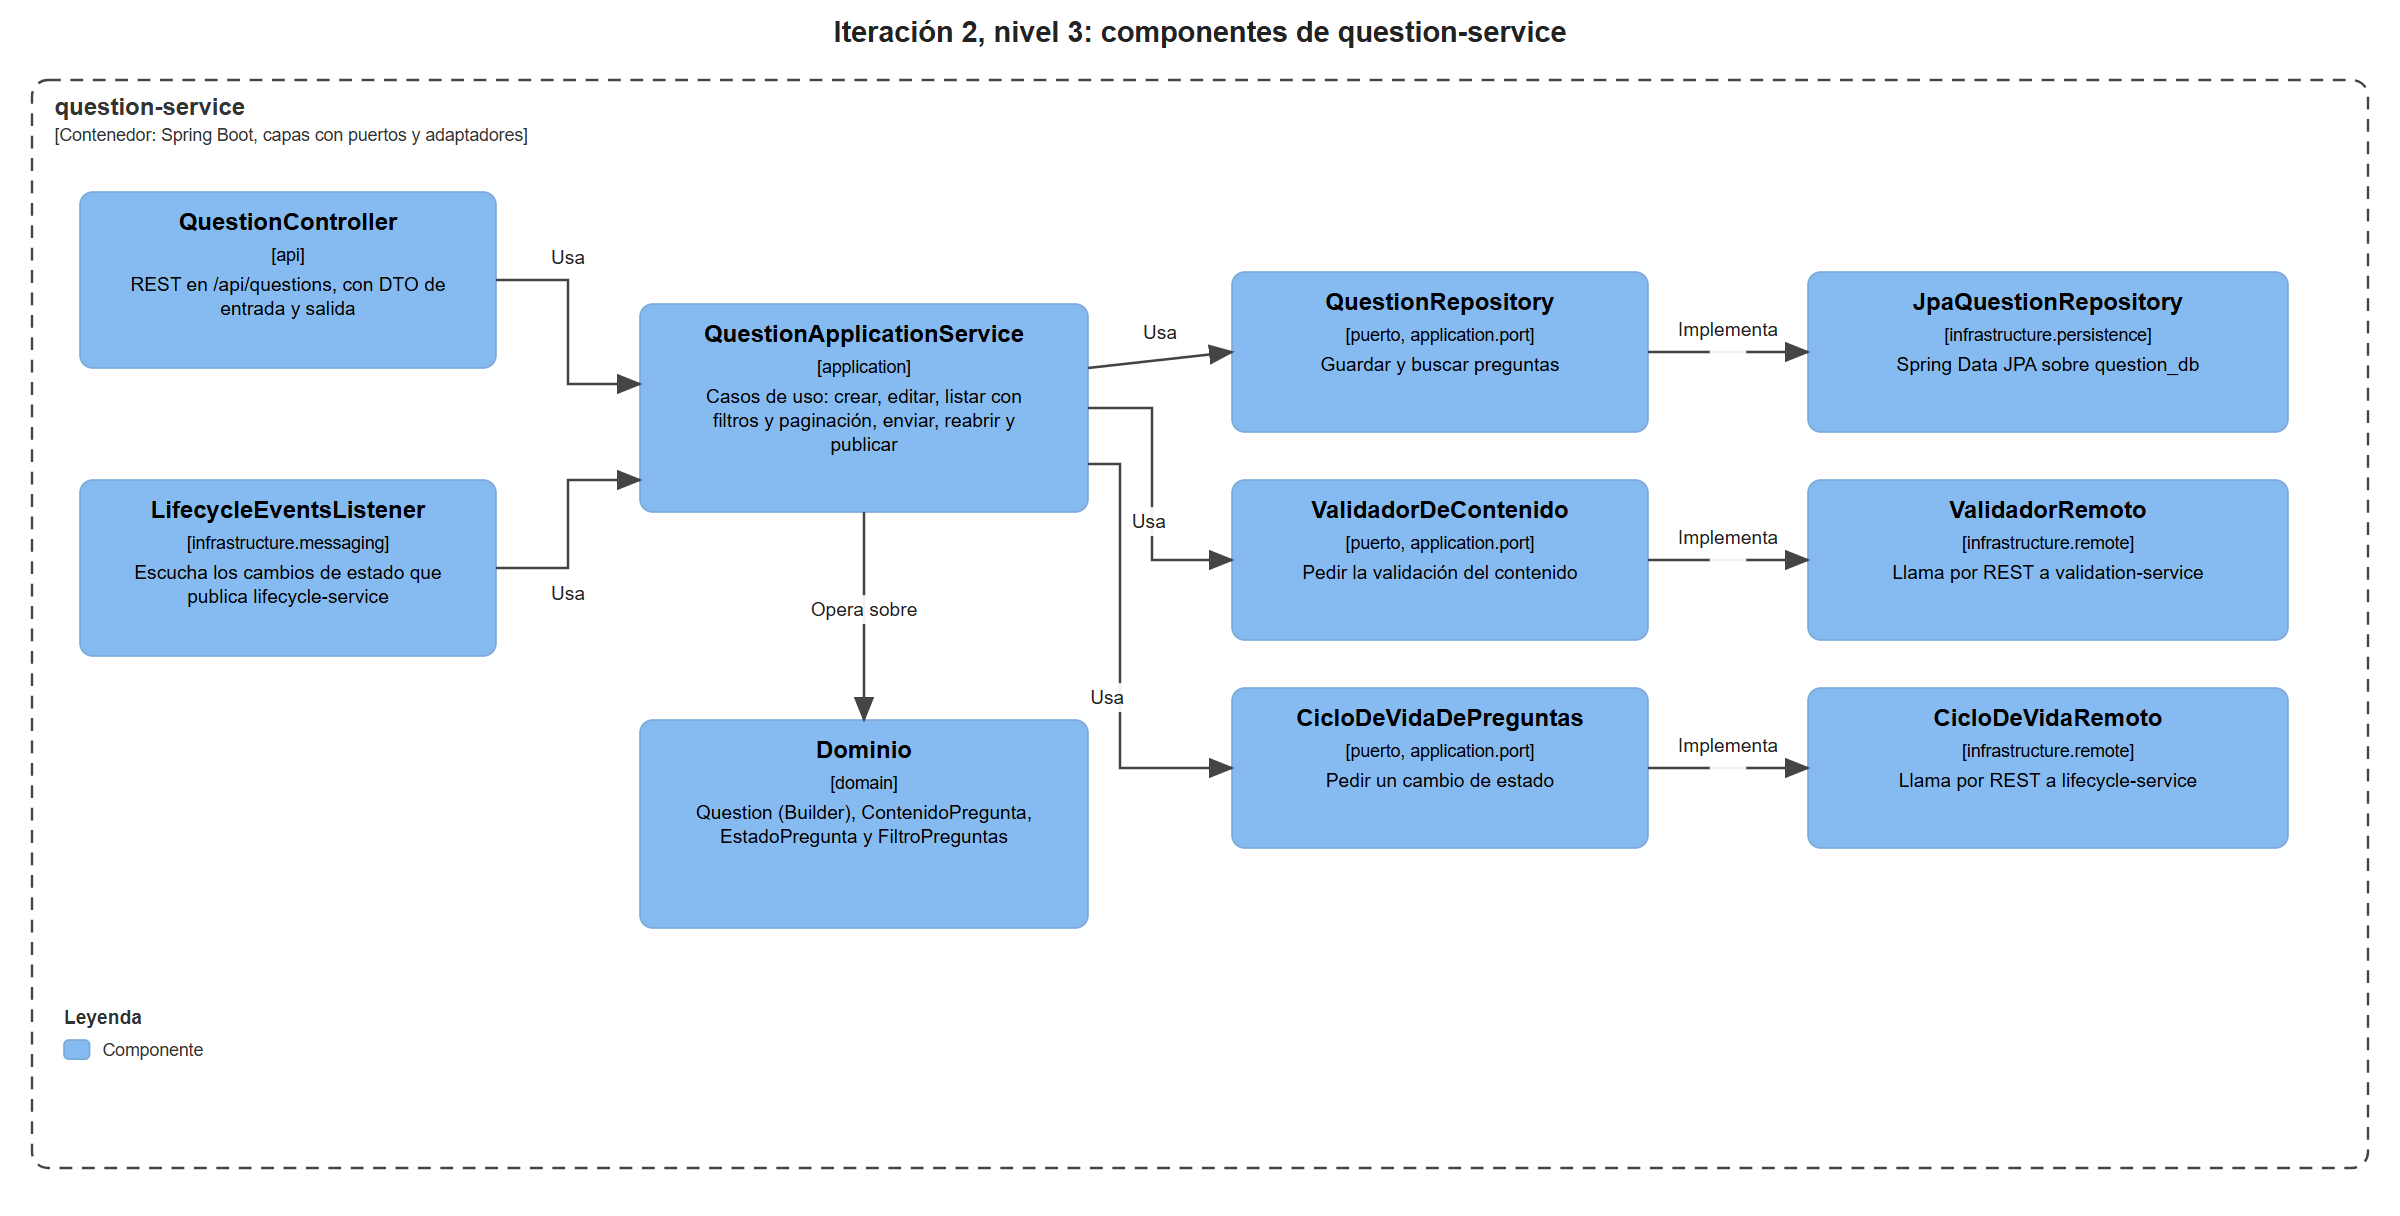 Iteración 2, nivel 3: componentes de question-service
question-service
[Contenedor: Spring Boot, capas con puertos y adaptadores]
QuestionController
[api]
REST en /api/questions, con DTO de
entrada y salida
Usa
LifecycleEventsListener
[infrastructure.messaging]
Escucha los cambios de estado que
publica lifecycle-service
Usa
QuestionApplicationService
[application]
Casos de uso: crear, editar, listar con
filtros y paginación, enviar, reabrir y
publicar
Opera sobre
Dominio
[domain]
Question (Builder), ContenidoPregunta,
EstadoPregunta y FiltroPreguntas
Usa
QuestionRepository
[puerto, application.port]
Guardar y buscar preguntas
Implementa
JpaQuestionRepository
[infrastructure.persistence]
Spring Data JPA sobre question_db
Usa
ValidadorDeContenido
[puerto, application.port]
Pedir la validación del contenido
Implementa
ValidadorRemoto
[infrastructure.remote]
Llama por REST a validation-service
Usa
CicloDeVidaDePreguntas
[puerto, application.port]
Pedir un cambio de estado
Implementa
CicloDeVidaRemoto
[infrastructure.remote]
Llama por REST a lifecycle-service
Leyenda
Componente